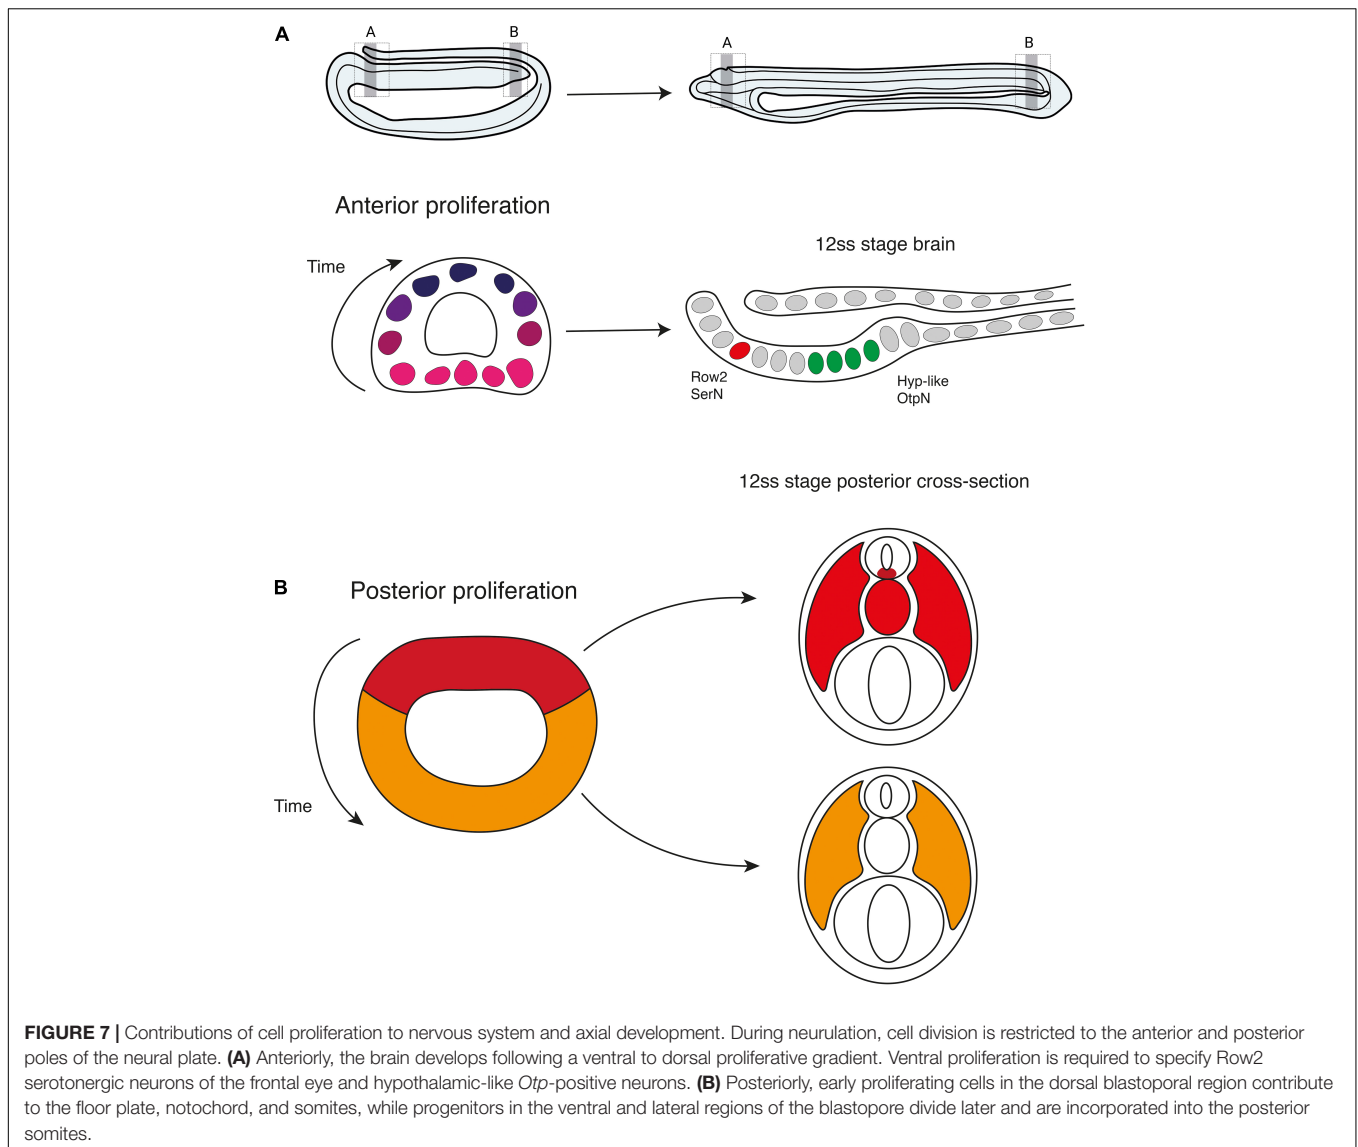 A
A
B
A
B
Anterior proliferation
Time
12ss stage brain
Row2
SerN
Hyp-like
OtpN
12ss stage posterior cross-section
B
Posterior proliferation
Time
FIGURE 7 | Contributions of cell proliferation to nervous system and axial development. During neurulation, cell division is restricted to the anterior and posterior
poles of the neural plate. (A) Anteriorly, the brain develops following a ventral to dorsal proliferative gradient. Ventral proliferation is required to specify Row2
serotonergic neurons of the frontal eye and hypothalamic-like Otp-positive neurons. (B) Posteriorly, early proliferating cells in the dorsal blastoporal region contribute
to the floor plate, notochord, and somites, while progenitors in the ventral and lateral regions of the blastopore divide later and are incorporated into the posterior
somites.